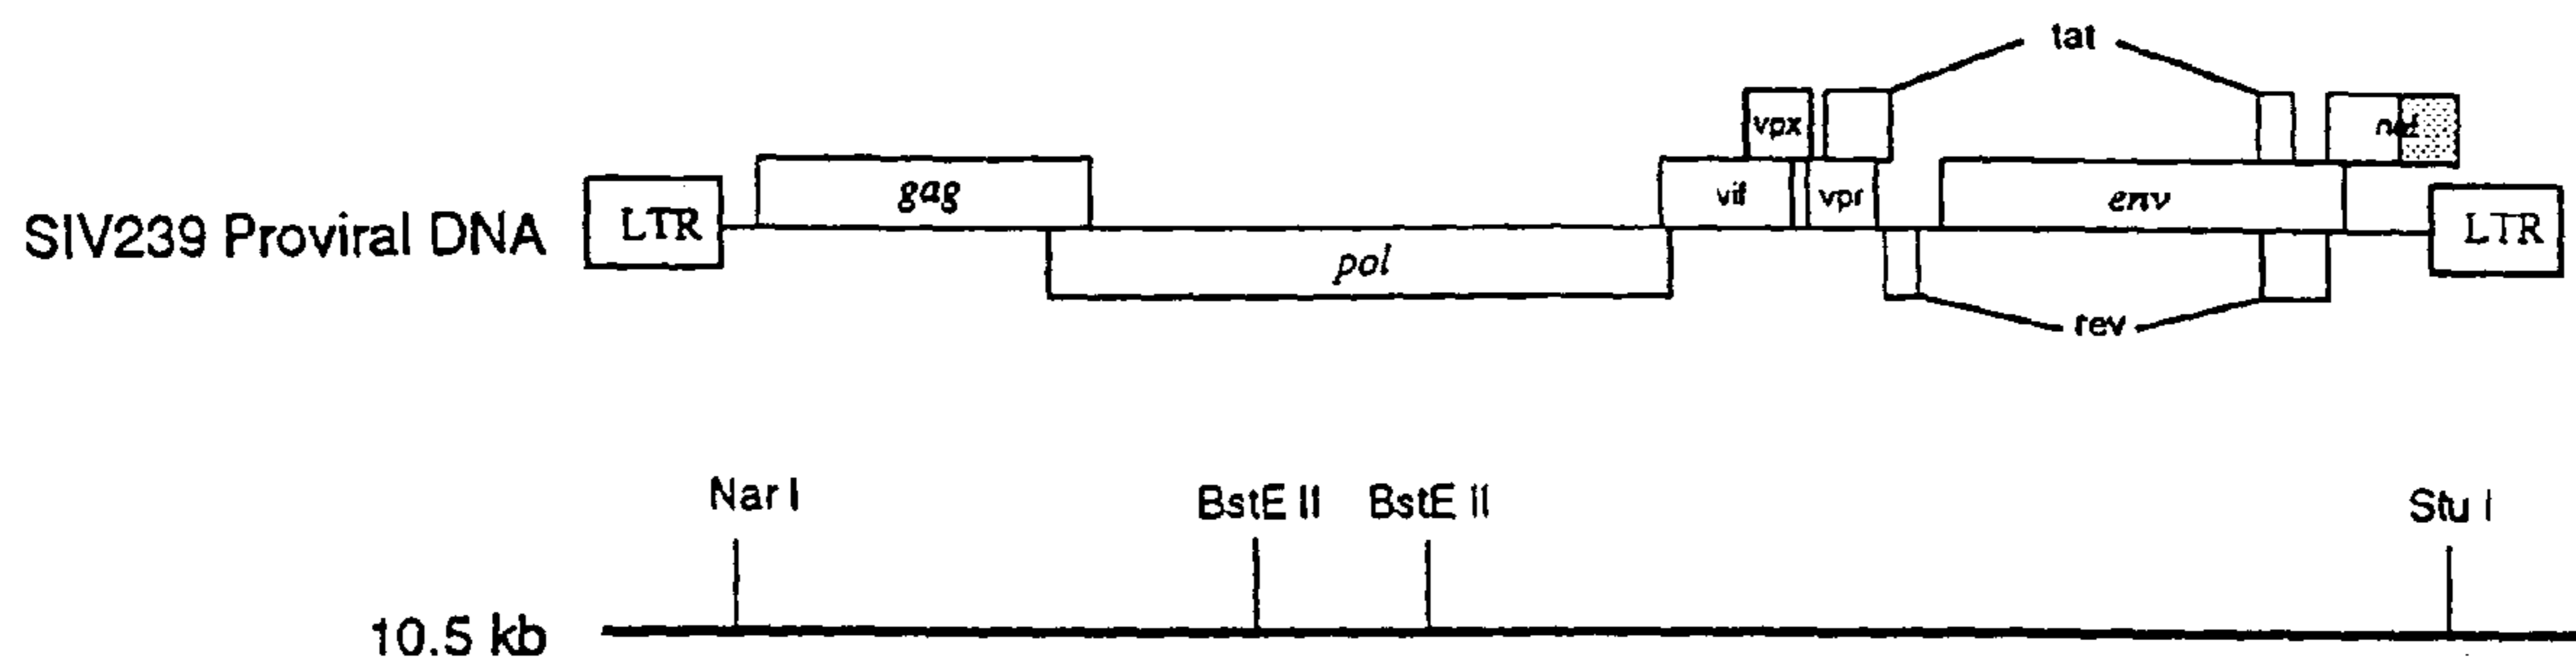 tat
vpx
nef
LTR
gag
vif
vpr
env
LTR
SIV239 Proviral DNA
pol
rev
Nar I
BstE II
BstE II
Stu I
10.5 kb